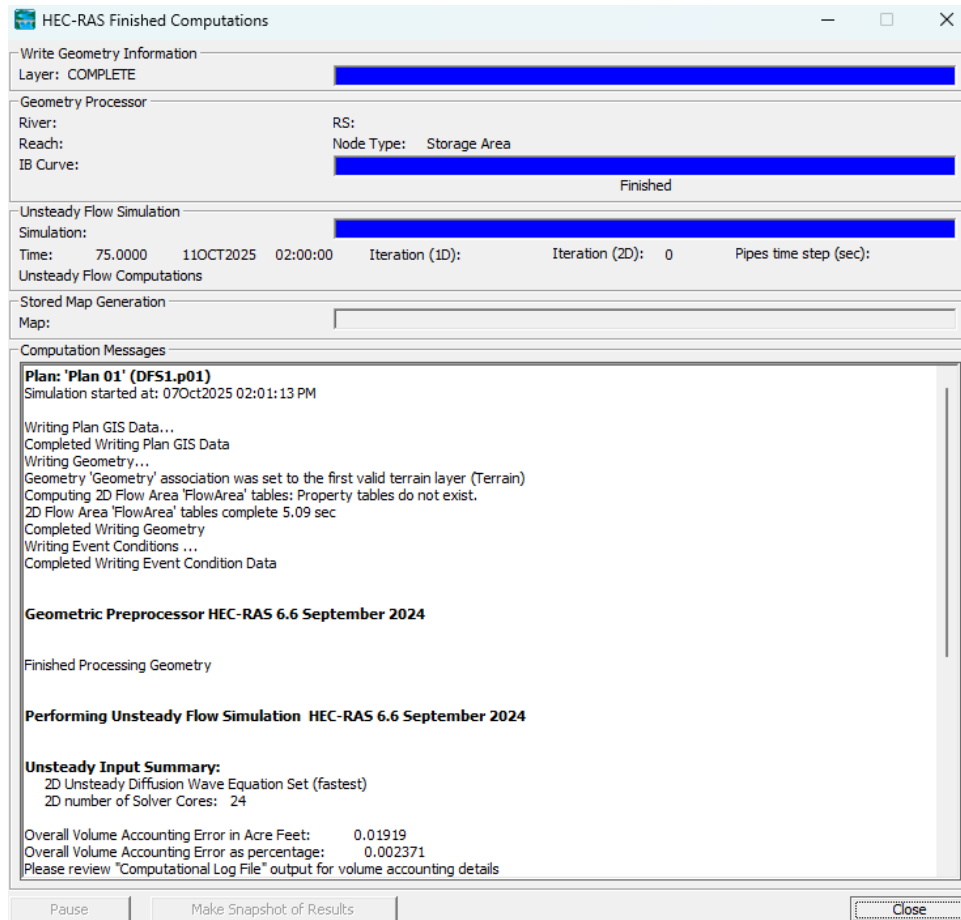 HEC-RAS Finished Computations
Write Geometry Information
Layer: COMPLETE
Geometry Processor
River: RS:
Reach: Node Type: Storage Area
IB Curve:
Finished
Unsteady Flow Simulation
Simulation:
Time: 75.0000 11OCT2025 02:00:00 Iteration (1D): Iteration (2D): 0 Pipes time step (sec):
Unsteady Flow Computations
Stored Map Generation
Map:
Computation Messages
Plan: 'Plan 01' (DFS1.p01)
Simulation started at: 07Oct2025 02:01:13 PM
Writing Plan GIS Data...
Completed Writing Plan GIS Data
Writing Geometry...
Geometry 'Geometry' association was set to the first valid terrain layer (Terrain)
Computing 2D Flow Area 'FlowArea' tables: Property tables do not exist.
2D Flow Area 'FlowArea' tables complete 5.09 sec
Completed Writing Geometry
Writing Event Conditions ...
Completed Writing Event Condition Data
Geometric Preprocessor HEC-RAS 6.6 September 2024
Finished Processing Geometry
Performing Unsteady Flow Simulation HEC-RAS 6.6 September 2024
Unsteady Input Summary:
2D Unsteady Diffusion Wave Equation Set (fastest)
2D number of Solver Cores: 24
Overall Volume Accounting Error in Acre Feet: 0.01919
Overall Volume Accounting Error as percentage: 0.002371
Please review "Computational Log File" output for volume accounting details
Pause Make Snapshot of Results Close